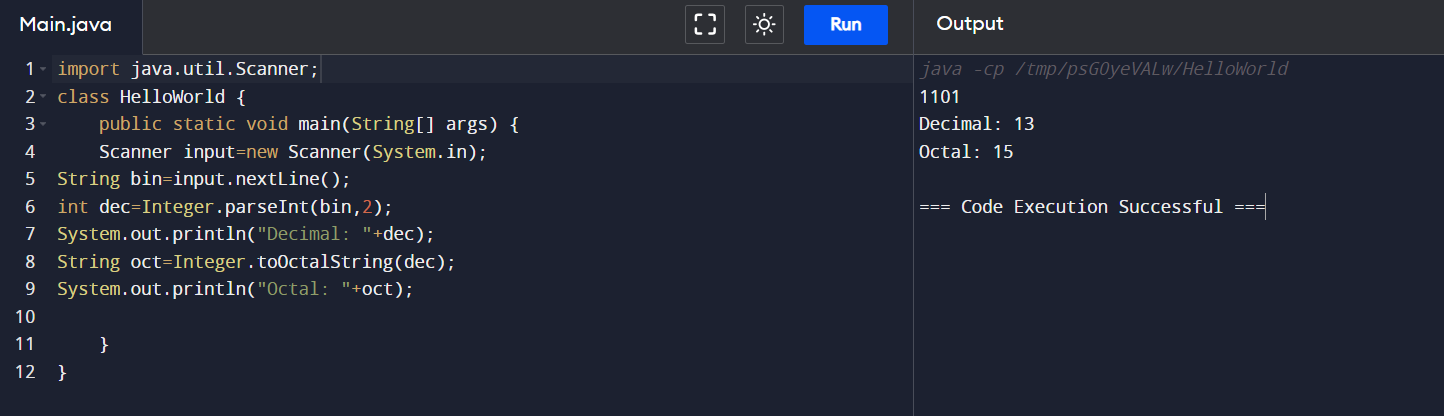 Main.java
Run
Output
1 import java.util.Scanner;
2 class HelloWorld {
3     public static void main(String[] args) {
4     Scanner input=new Scanner(System.in);
5 String bin=input.nextLine();
6 int dec=Integer.parseInt(bin,2);
7 System.out.println("Decimal: "+dec);
8 String oct=Integer.toOctalString(dec);
9 System.out.println("Octal: "+oct);
10
11     }
12 }
java -cp /tmp/psGOyeVALw/HelloWorld
1101
Decimal: 13
Octal: 15
=== Code Execution Successful ===